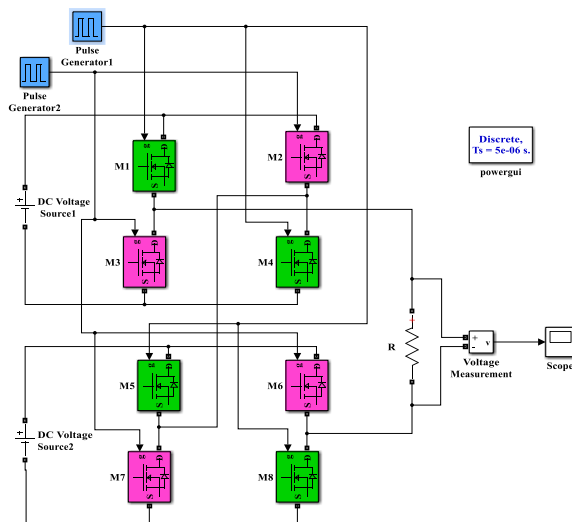 Pulse
Generator1
Pulse
Generator2
M1
M2
Discrete,
Ts = 5e-06 s.
powergui
DC Voltage
Source1
M3
M4
R
+
-
v
Voltage
Measurement
Scope
M5
M6
DC Voltage
Source2
M7
M8